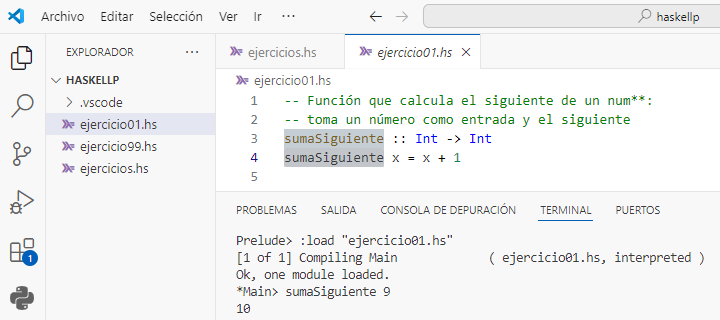 Archivo Editar Selección Ver Ir ··· haskellp
EXPLORADOR ···
HASKELLP
.vscode
ejercicio01.hs
ejercicio99.hs
ejercicios.hs
1
ejercicios.hs ejercicio01.hs
ejercicio01.hs
1 -- Función que calcula el siguiente de un num**:
2 -- toma un número como entrada y el siguiente
3 sumaSiguiente :: Int -> Int
4 sumaSiguiente x = x + 1
5
PROBLEMAS SALIDA CONSOLA DE DEPURACIÓN TERMINAL PUERTOS
Prelude> :load "ejercicio01.hs"
[1 of 1] Compiling Main ( ejercicio01.hs, interpreted )
Ok, one module loaded.
*Main> sumaSiguiente 9
10